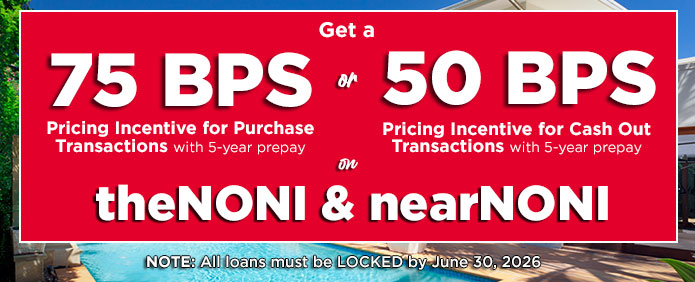 Get a
75 BPS or 50 BPS
Pricing Incentive for Purchase
Transactions with 5-year prepay
Pricing Incentive for Cash Out
Transactions with 5-year prepay
on
theNONI & nearNONI
NOTE: All loans must be LOCKED by June 30, 2026